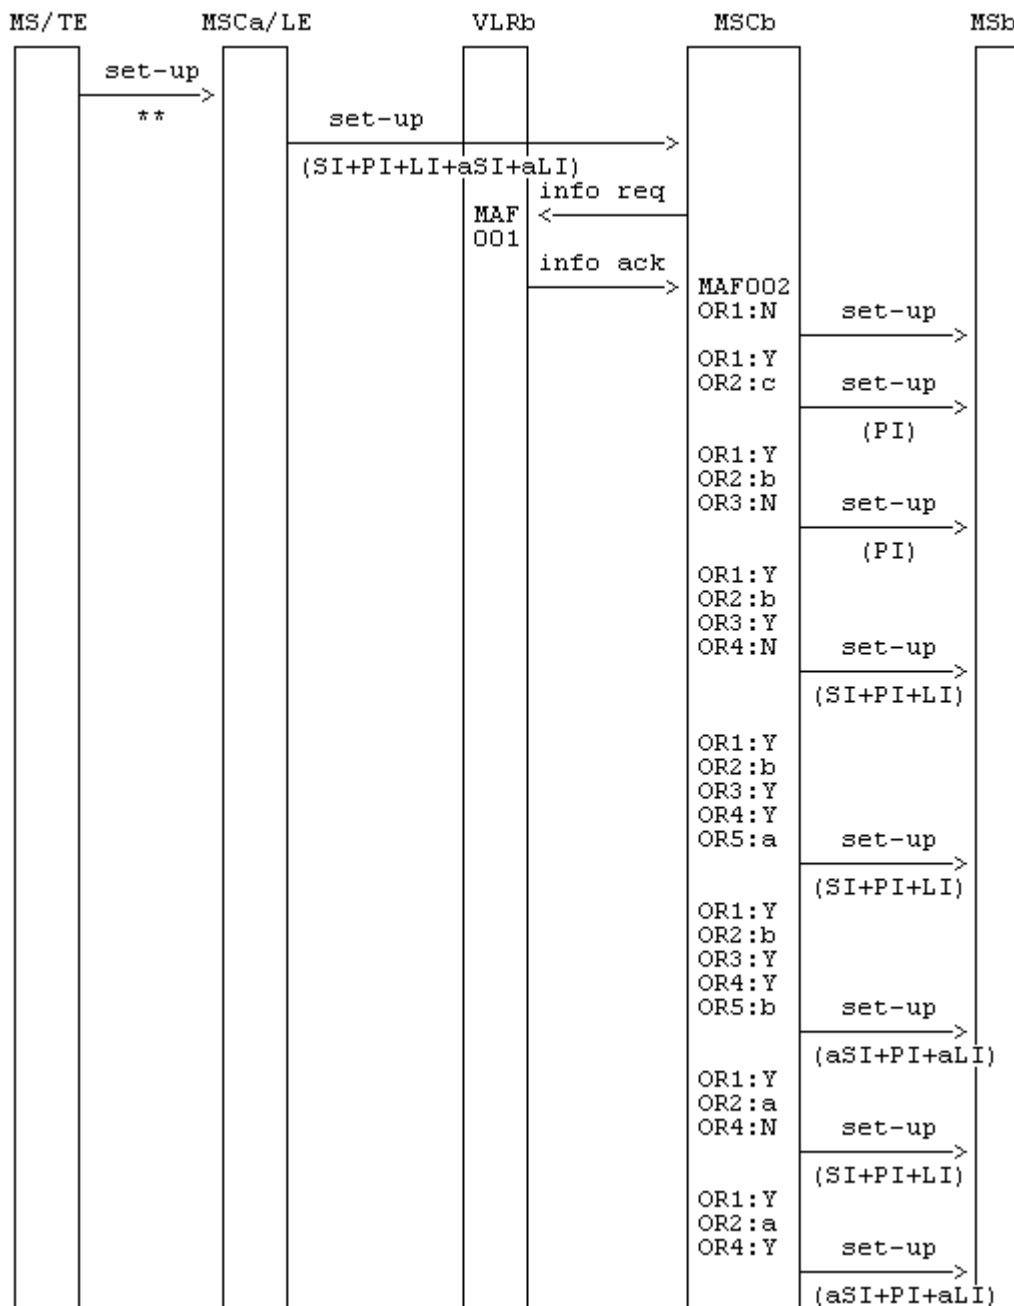 MS/TE MSCa/LE VLRb MSCb MSb
set-up
**
set-up
(SI+PI+LI+aSI+aLI)
info req
MAF
001
info ack
MAF002
OR1:N set-up
OR1:Y
OR2:c set-up
(PI)
OR1:Y
OR2:b
OR3:N set-up
(PI)
OR1:Y
OR2:b
OR3:Y
OR4:N set-up
(SI+PI+LI)
OR1:Y
OR2:b
OR3:Y
OR4:Y
OR5:a set-up
(SI+PI+LI)
OR1:Y
OR2:b
OR3:Y
OR4:Y
OR5:b set-up
(aSI+PI+aLI)
OR1:Y
OR2:a
OR4:N set-up
(SI+PI+LI)
OR1:Y
OR2:a
OR4:Y set-up
(aSI+PI+aLI)